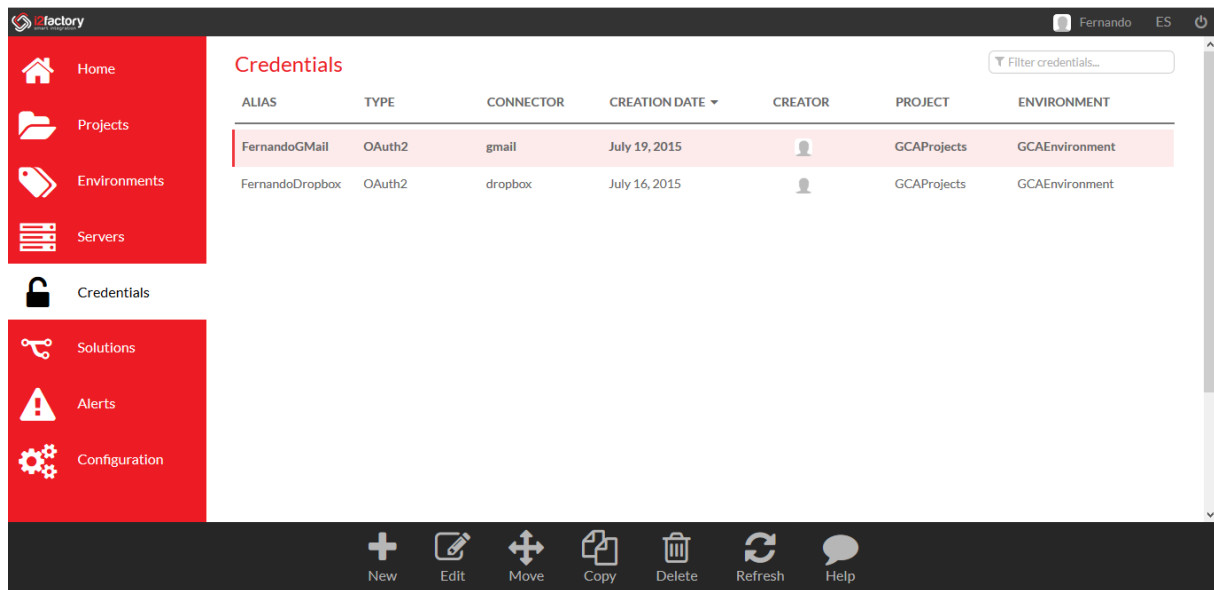 i2factory
smart integration
Fernando ES
Home
Projects
Environments
Servers
Credentials
Solutions
Alerts
Configuration
Credentials
Filter credentials...
ALIAS TYPE CONNECTOR CREATION DATE CREATOR PROJECT ENVIRONMENT
FernandoGMail OAuth2 gmail July 19, 2015 GCAProjects GCAEnvironment
FernandoDropbox OAuth2 dropbox July 16, 2015 GCAProjects GCAEnvironment
New Edit Move Copy Delete Refresh Help